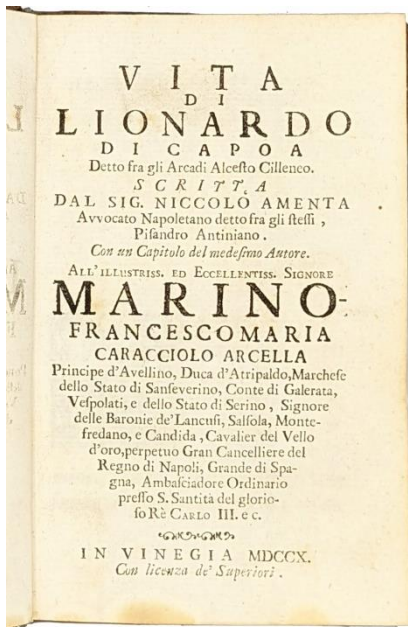 VITA
DI
LIONARDO
DI CAPOA
Detto fra gli Arcadi Alcesto Cilleneo.
SCRITTA
DAL SIG. NICCOLÒ AMENTA
Avvocato Napoletano detto fra gli stessi,
Pisandro Antiniano.
Con un Capitolo del medesimo Autore.
ALL'ILLUSTRISS. ED ECCELLENTISS. SIGNORE
MARINO-
FRANCESCOMARIA
CARACCIOLO ARCELLA
Principe d'Avellino, Duca d'Atripaldo, Marchese
dello Stato di Sanseverino, Conte di Galerata,
Vespolati, e dello Stato di Serino, Signore
delle Baronie de'Lancusi, Salsola, Monte-
fredano, e Candida, Cavalier del Vello
d'oro, perpetuo Gran Cancelliere del
Regno di Napoli, Grande di Spa-
gna, Ambasciadore Ordinario
presso S. Santità del glorio-
so Rè CARLO III. e c.
IN VINEGIA MDCCX.
Con licenza de' Superiori.